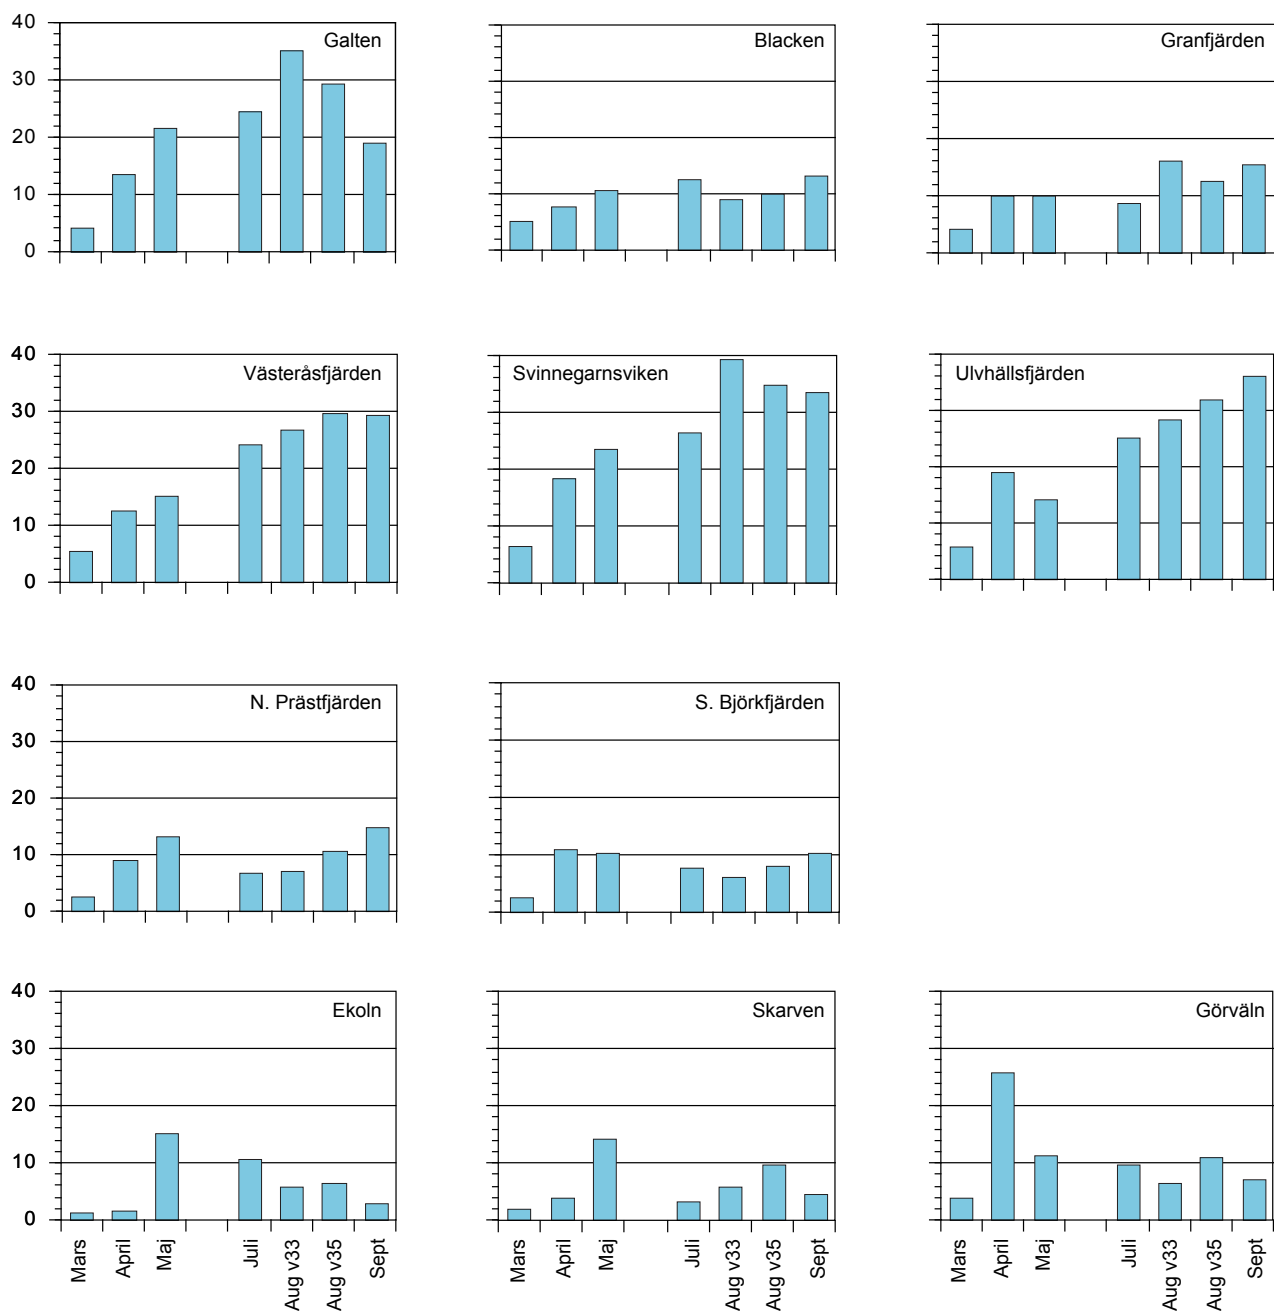 40
30
20
10
0
Galten
Blacken
Granfjärden
40
30
20
10
0
Västeråsfjärden
Svinnegarnsviken
Ulvhällsfjärden
40
30
20
10
0
N. Prästfjärden
S. Björkfjärden
40
30
20
10
0
Ekoln
Skarven
Görväln
Mars
April
Maj
Juli
Aug v33
Aug v35
Sept
Mars
April
Maj
Juli
Aug v33
Aug v35
Sept
Mars
April
Maj
Juli
Aug v33
Aug v35
Sept